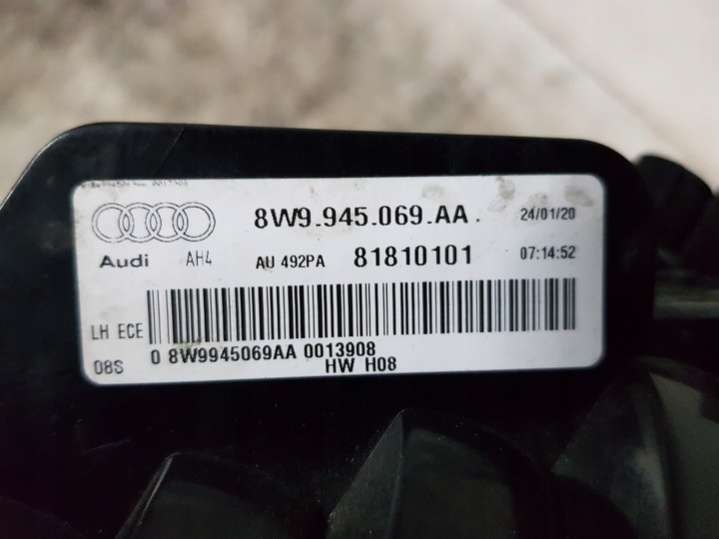 8W9.945.069.AA. 24/01/20
Audi AH4 AU 492PA 81810101 07:14:52
LH ECE
08S 0 8W9945069AA 0013908
HW H08